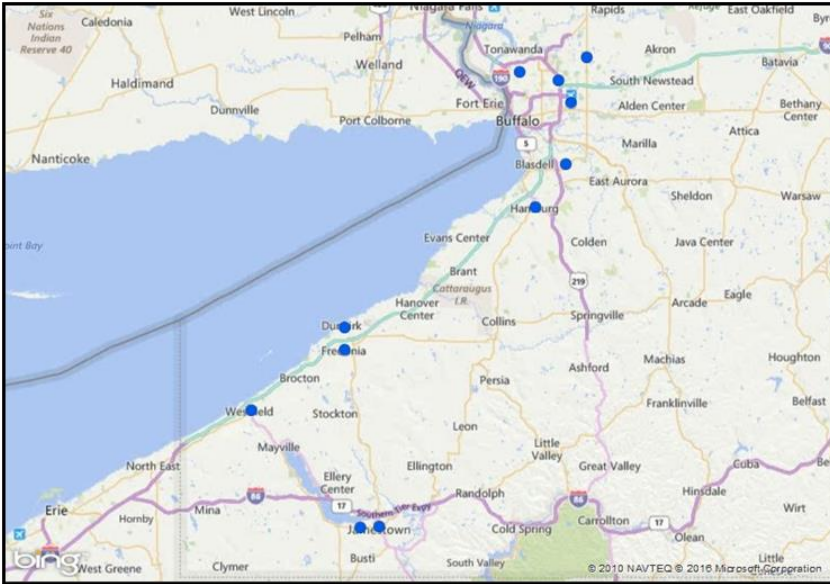 Six
Nations
Indian
Reserve 40
Caledonia
West Lincoln
Niagara Falls
Niagara
Rapids
East Oakfield
Pelham
Tonawanda
Akron
Welland
QEW
190
Batavia
Haldimand
South Newstead
Dunnville
Fort Erie
Alden Center
Bethany
Center
Port Colborne
Buffalo
Attica
Nanticoke
5
Marilla
Blasdell
East Aurora
Sheldon
Warsaw
Hamburg
Evans Center
Colden
Java Center
oint Bay
Brant
219
Cattaraugus
I.R.
Hanover
Center
Eagle
Arcade
Springville
Collins
Dunkirk
Fredonia
Machias
Houghton
Ashford
Brocton
Persia
Franklinville
Belfast
Westfield
Stockton
Leon
Mayville
Little
Valley
North East
Ellington
Great Valley
Cuba
Ellery
Center
86
Randolph
86
Hinsdale
Erie
Mina
17
Southern Tier Expy
Wirt
Hornby
Jamestown
Cold Spring
Carrollton
17
Olean
Busti
bing
West Greene
Clymer
South Valley
Little
© 2010 NAVTEQ © 2016 Microsoft Corporation